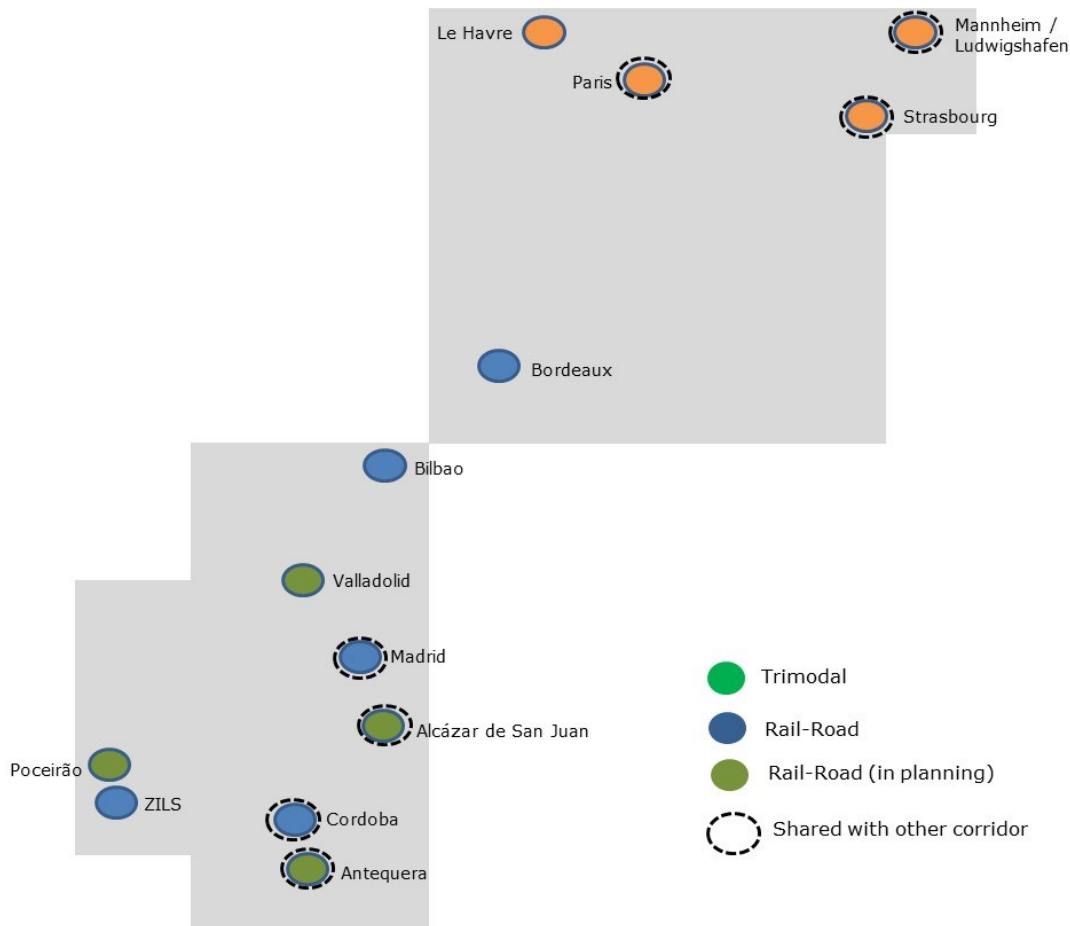 Le Havre
Mannheim /
Ludwigshafen
Paris
Strasbourg
Bordeaux
Bilbao
Valladolid
Madrid
Alcázar de San Juan
Poceirão
ZILS
Cordoba
Antequera
Trimodal
Rail-Road
Rail-Road (in planning)
Shared with other corridor